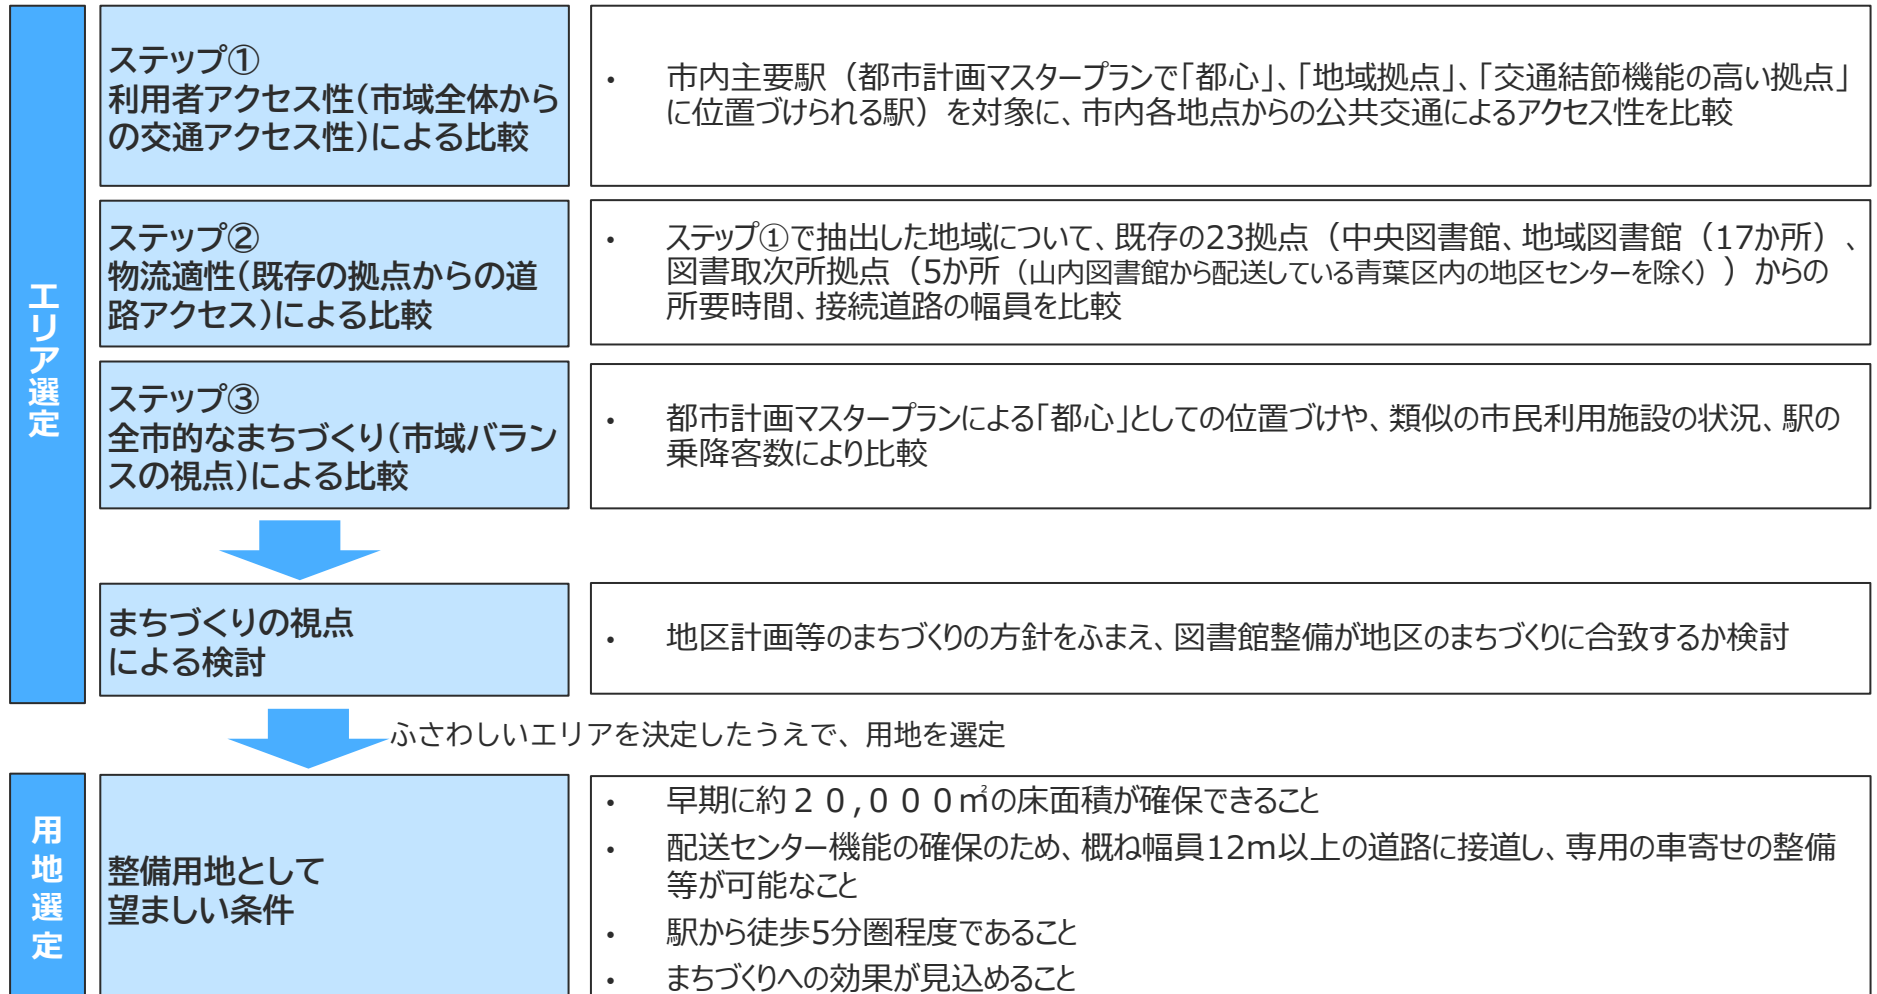 エリア選定
ステップ①
利用者アクセス性(市域全体から
の交通アクセス性)による比較
・ 市内主要駅（都市計画マスタープランで「都心」、「地域拠点」、「交通結節機能の高い拠点」
に位置づけられる駅）を対象に、市内各地点からの公共交通によるアクセス性を比較
ステップ②
物流適性(既存の拠点からの道
路アクセス)による比較
・ ステップ①で抽出した地域について、既存の23拠点（中央図書館、地域図書館（17か所）、
図書取次所拠点（5か所（山内図書館から配送している青葉区内の地区センターを除く））からの
所要時間、接続道路の幅員を比較
ステップ③
全市的なまちづくり(市域バラン
スの視点)による比較
・ 都市計画マスタープランによる「都心」としての位置づけや、類似の市民利用施設の状況、駅の
乗降客数により比較
まちづくりの視点
による検討
・ 地区計画等のまちづくりの方針をふまえ、図書館整備が地区のまちづくりに合致するか検討
ふさわしいエリアを決定したうえで、用地を選定
用地選定
整備用地として
望ましい条件
・ 早期に約２０,０００㎡の床面積が確保できること
・ 配送センター機能の確保のため、概ね幅員12m以上の道路に接道し、専用の車寄せの整備
等が可能なこと
・ 駅から徒歩5分圏程度であること
・ まちづくりへの効果が見込めること